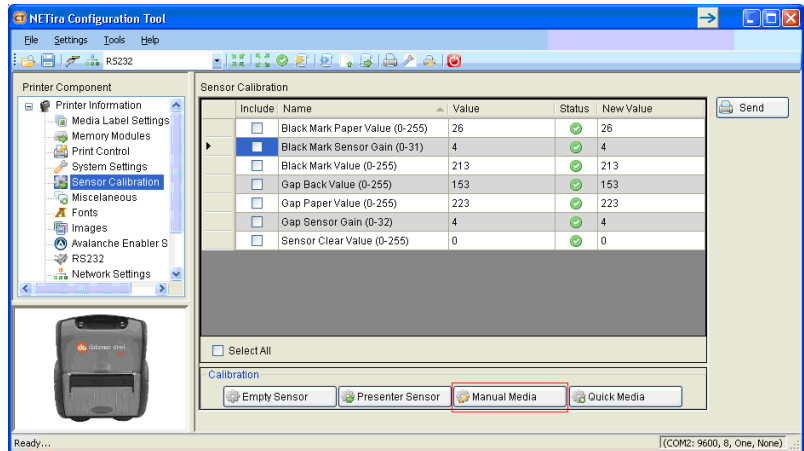 NETira Configuration Tool
File Settings Tools Help
RS232
Printer Component
Printer Information
Media Label Settings
Memory Modules
Print Control
System Settings
Sensor Calibration
Miscellaneous
Fonts
Images
Avalanche Enabler S
RS232
Network Settings
Sensor Calibration
Include Name Value Status New Value
Black Mark Paper Value (0-255) 26 26
Black Mark Sensor Gain (0-31) 4 4
Black Mark Value (0-255) 213 213
Gap Back Value (0-255) 153 153
Gap Paper Value (0-255) 223 223
Gap Sensor Gain (0-32) 4 4
Sensor Clear Value (0-255) 0 0
Select All
Send
Calibration
Empty Sensor Presenter Sensor Manual Media Quick Media
Ready...
(COM2: 9600, 8, One, None)